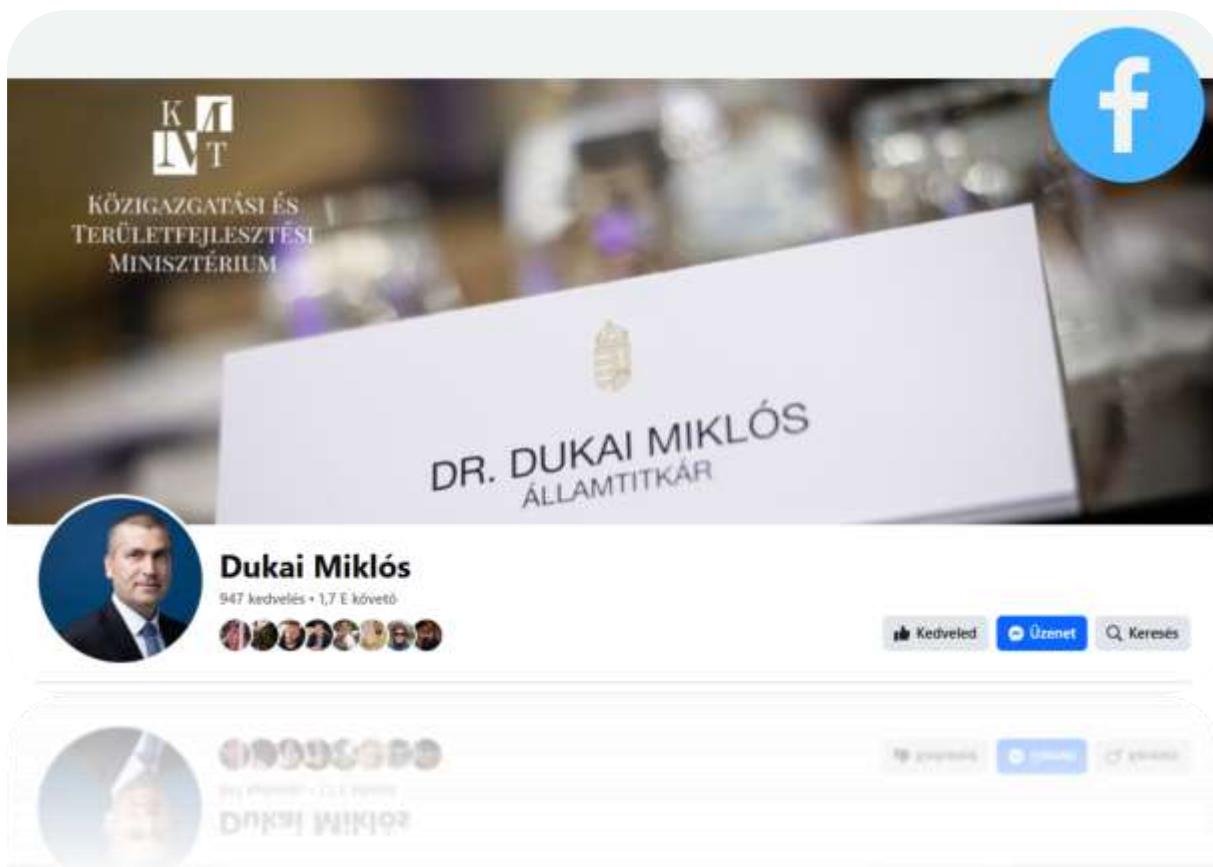 K
T
KÖZIGAZGATÁSI ÉS
TERÜLETFEJLESZTÉSI
MINISZTÉRIUM
f
DR. DUKAI MIKLÓS
ÁLLAMTITKÁR
Dukai Miklós
947 kedvelés • 1,7 E követő
Kedveled
Üzenet
Keresés